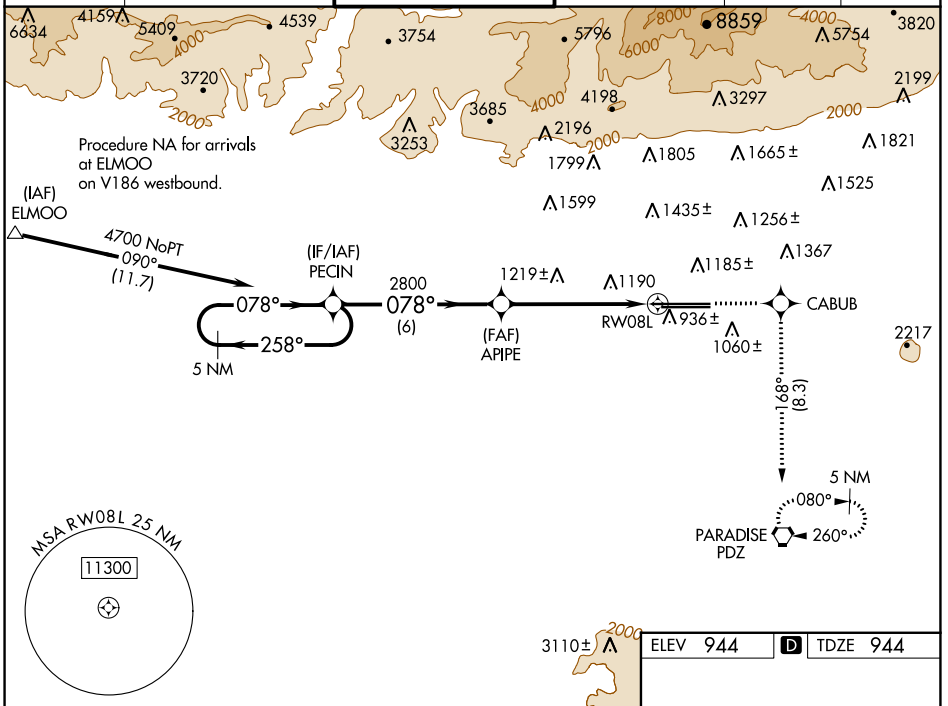 6634
4159
5409
4000
4539
3754
5796
8000
8859
6000
4000
5754
3820
3720
2000
3685
3253
4000
4198
3297
2000
2199
2196
2000
1799
1805
1665 ±
1821
Procedure NA for arrivals
at ELMOO
on V186 westbound.
1525
1599
1435 ±
1256 ±
1367
(IAF)
ELMOO
4700 NoPT
090°
(11.7)
(IF/IAF)
PECIN
2800
078°
078°
(6)
258°
5 NM
1219 ±
1190
1185 ±
(FAF)
APIPE
RW08L
936 ±
1060 ±
CABUB
2217
168°
(8.3)
5 NM
080°
260°
PARADISE
PDZ
MSA RW08L 25 NM
11300
3110 ±
2000
ELEV 944 D TDZE 944